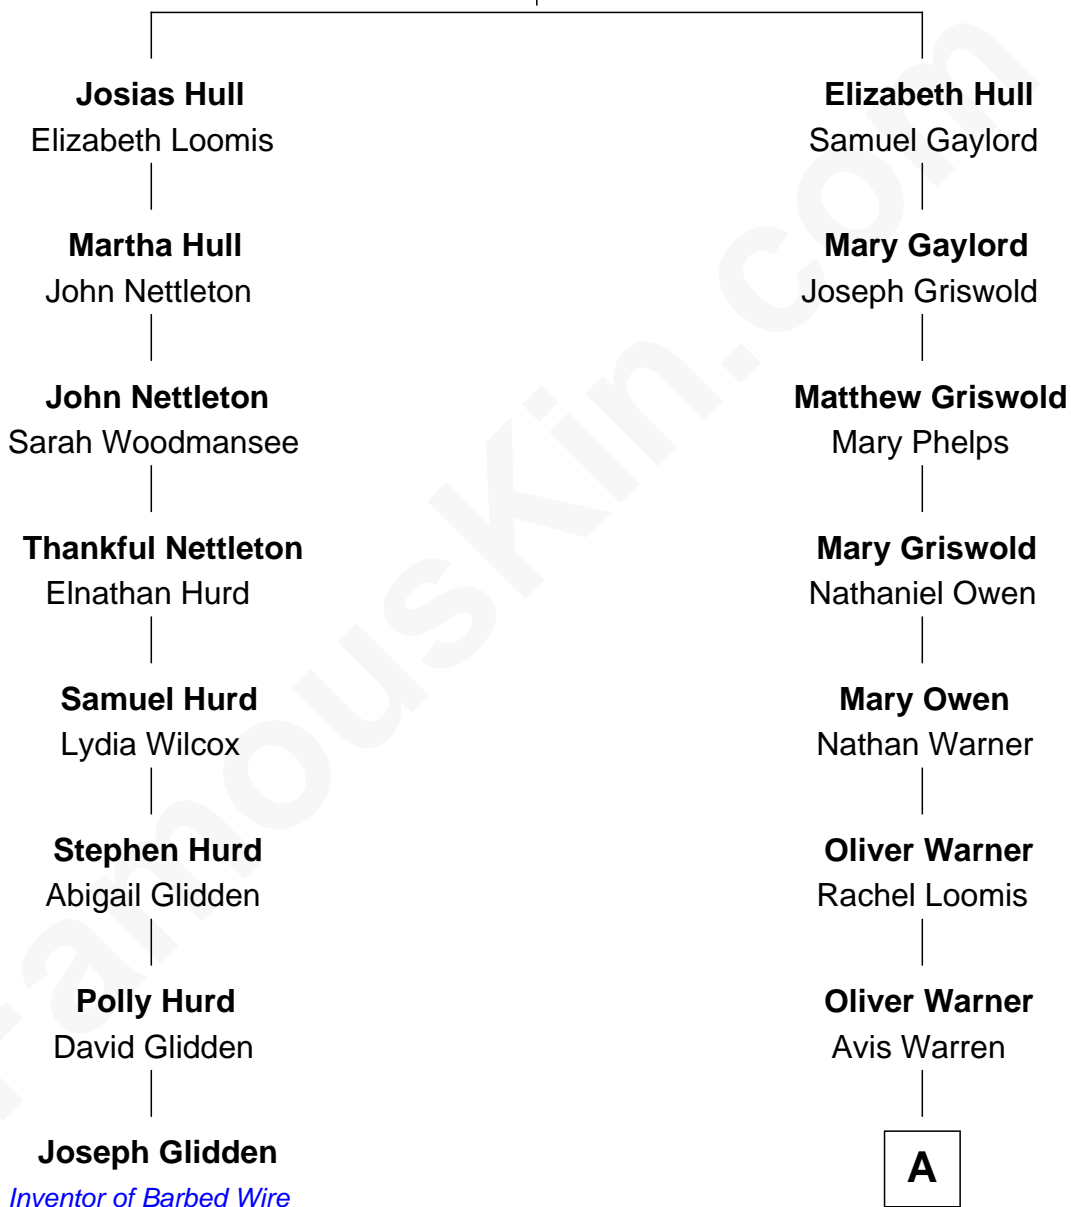 Josias Hull
Elizabeth Loomis
Martha Hull
John Nettleton
John Nettleton
Sarah Woodmansee
Thankful Nettleton
Elnathan Hurd
Samuel Hurd
Lydia Wilcox
Stephen Hurd
Abigail Glidden
Polly Hurd
David Glidden
Joseph Glidden
Inventor of Barbed Wire
Elizabeth Hull
Samuel Gaylord
Mary Gaylord
Joseph Griswold
Matthew Griswold
Mary Phelps
Mary Griswold
Nathaniel Owen
Mary Owen
Nathan Warner
Oliver Warner
Rachel Loomis
Oliver Warner
Avis Warren
A
FamousKin.com